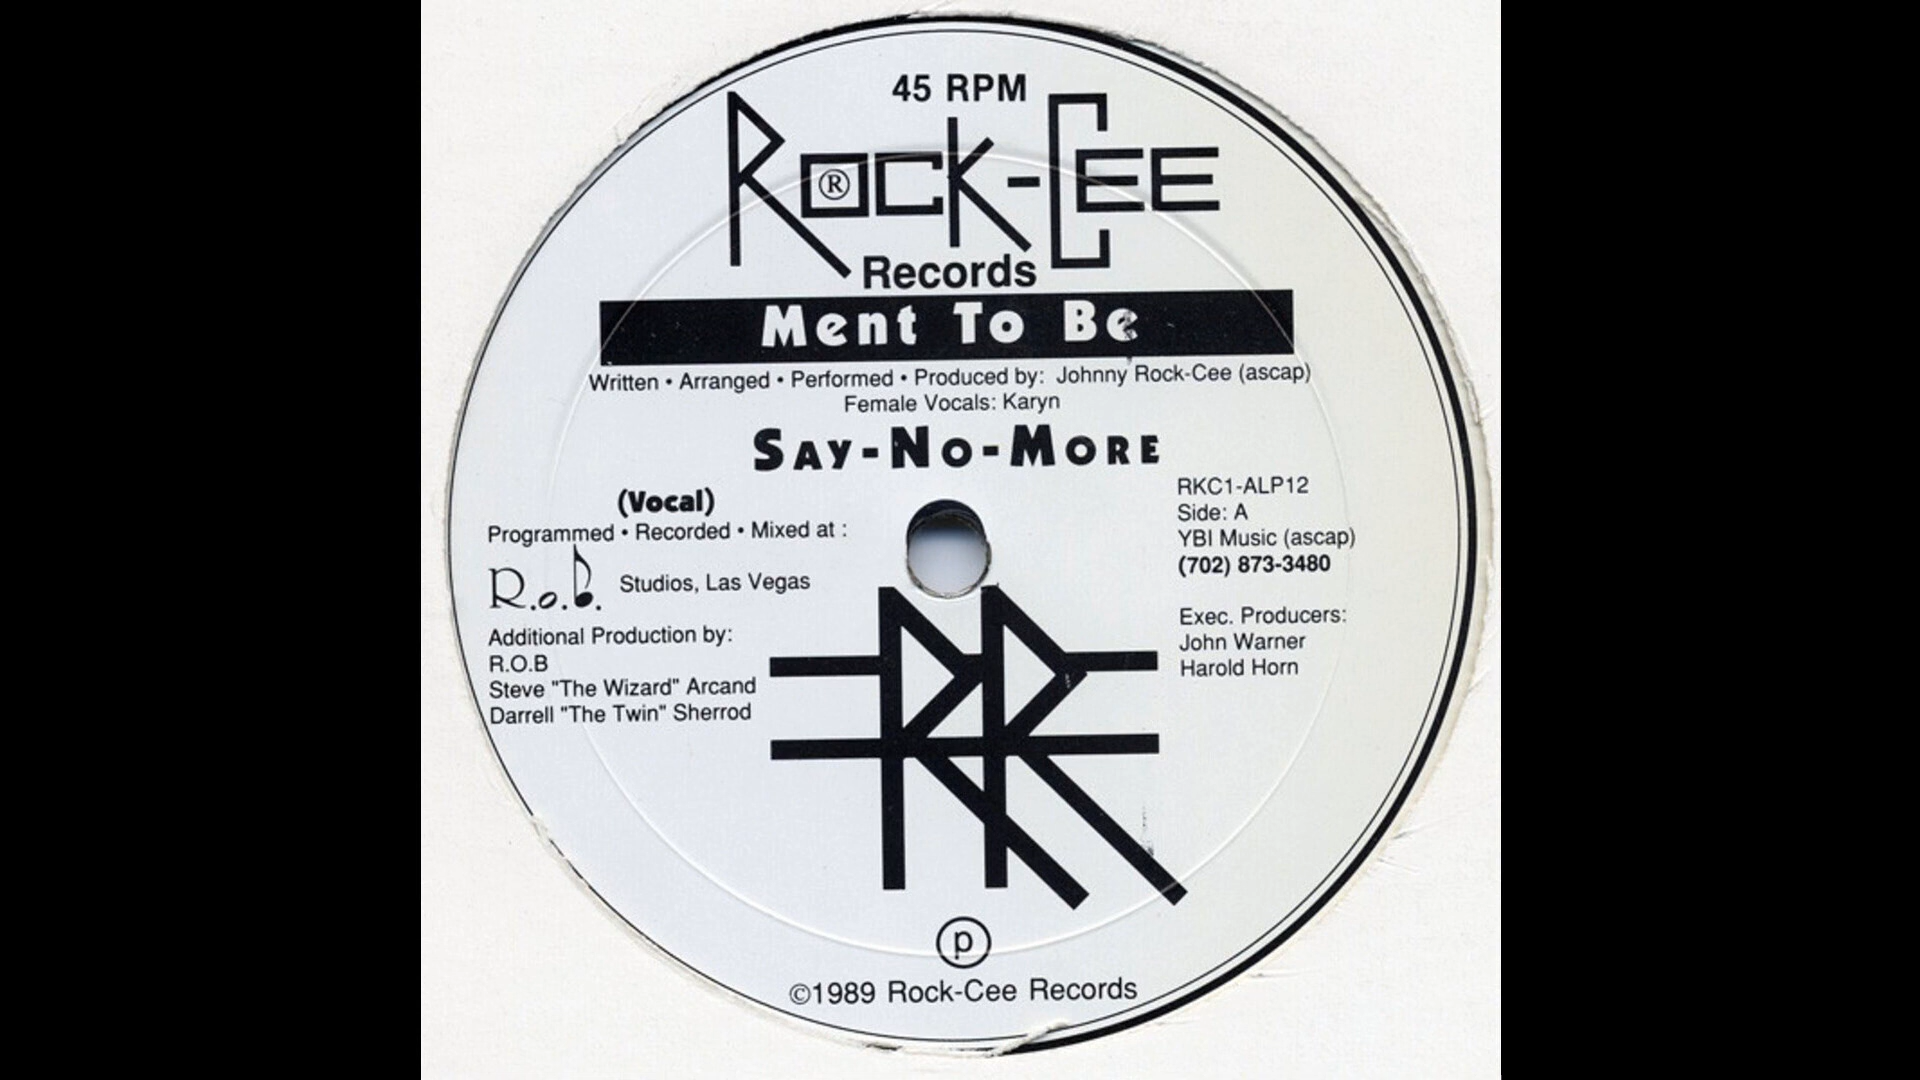 45 RPM
Rock-Cee
®
Records
Ment To Be
Written • Arranged • Performed • Produced by: Johnny Rock-Cee (ascap)
Female Vocals: Karyn
SAY-NO-MORE
(Vocal)
Programmed • Recorded • Mixed at :
R.o.b. Studios, Las Vegas
Additional Production by:
R.O.B
Steve "The Wizard" Arcand
Darrell "The Twin" Sherrod
RKC1-ALP12
Side: A
YBI Music (ascap)
(702) 873-3480
Exec. Producers:
John Warner
Harold Horn
RR
℗
©1989 Rock-Cee Records